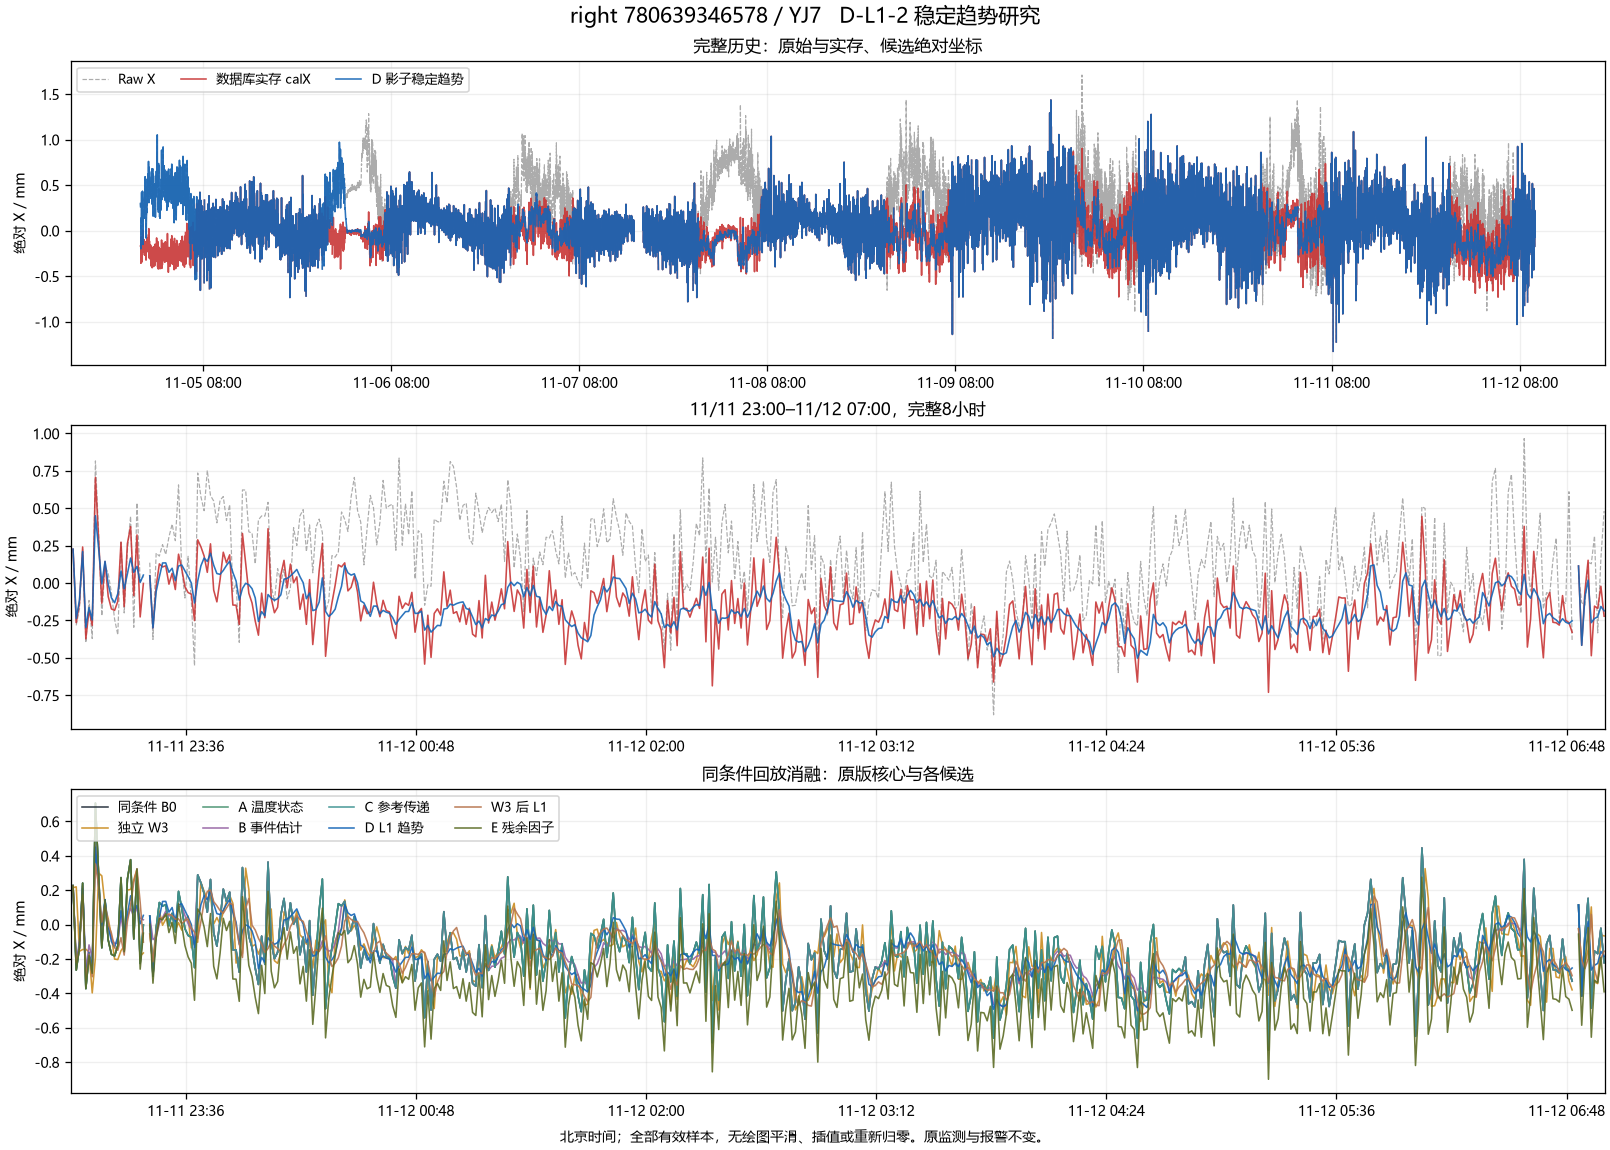 right 780639346578 / YJ7   D-L1-2 稳定趋势研究
完整历史：原始与实存、候选绝对坐标
Raw X
数据库实存 calX
D 影子稳定趋势
绝对 X / mm
1.5
1.0
0.5
0.0
-0.5
-1.0
11-05 08:00
11-06 08:00
11-07 08:00
11-08 08:00
11-09 08:00
11-10 08:00
11-11 08:00
11-12 08:00
11/11 23:00–11/12 07:00，完整8小时
绝对 X / mm
1.00
0.75
0.50
0.25
0.00
-0.25
-0.50
-0.75
11-11 23:36
11-12 00:48
11-12 02:00
11-12 03:12
11-12 04:24
11-12 05:36
11-12 06:48
同条件回放消融：原版核心与各候选
同条件 B0
独立 W3
A 温度状态
B 事件估计
C 参考传递
D L1 趋势
W3 后 L1
E 残余因子
绝对 X / mm
0.6
0.4
0.2
0.0
-0.2
-0.4
-0.6
-0.8
11-11 23:36
11-12 00:48
11-12 02:00
11-12 03:12
11-12 04:24
11-12 05:36
11-12 06:48
北京时间；全部有效样本，无绘图平滑、插值或重新归零。原监测与报警不变。